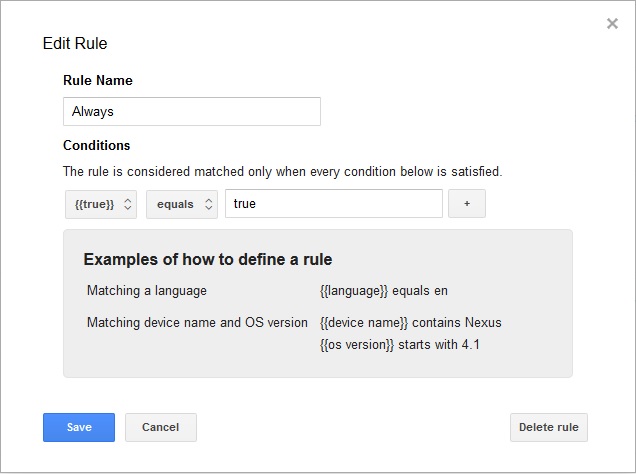 Edit Rule
×
Rule Name
Always
Conditions
The rule is considered matched only when every condition below is satisfied.
{{true}} equals true +
Examples of how to define a rule
Matching a language {{language}} equals en
Matching device name and OS version {{device name}} contains Nexus
{{os version}} starts with 4.1
Save Cancel Delete rule